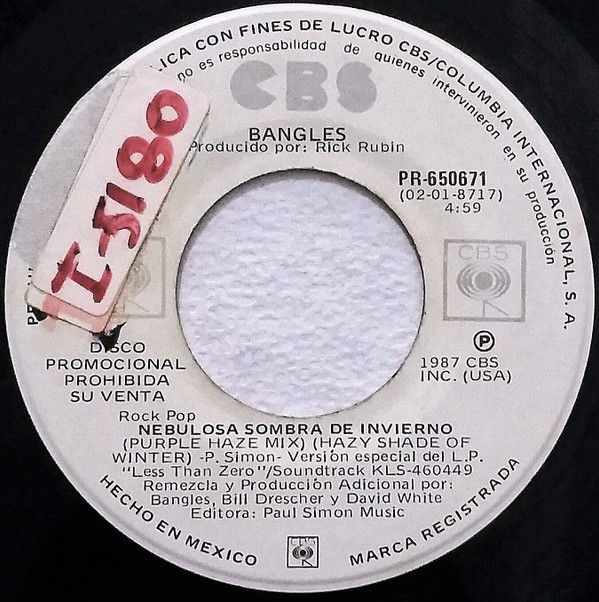 LICA CON FINES DE LUCRO CBS/COLUMBIA INTERNACIONAL, S. A.
no es responsabilidad de quienes intervinieron en su producción
CBS
BANGLES
Producido por: Rick Rubin
I-5180
PR-650671
(02-01-8717)
4:59
CBS
DISCO
PROMOCIONAL
PROHIBIDA
SU VENTA
P
1987 CBS
INC. (USA)
Rock Pop
NEBULOSA SOMBRA DE INVIERNO
(PURPLE HAZE MIX) (HAZY SHADE OF
WINTER) -P. Simon- Versión especial del L.P.
"Less Than Zero"/Soundtrack KLS-460449
Remezcla y Producción Adicional por:
Bangles, Bill Drescher y David White
Editora: Paul Simon Music
HECHO EN MEXICO
CBS
MARCA REGISTRADA